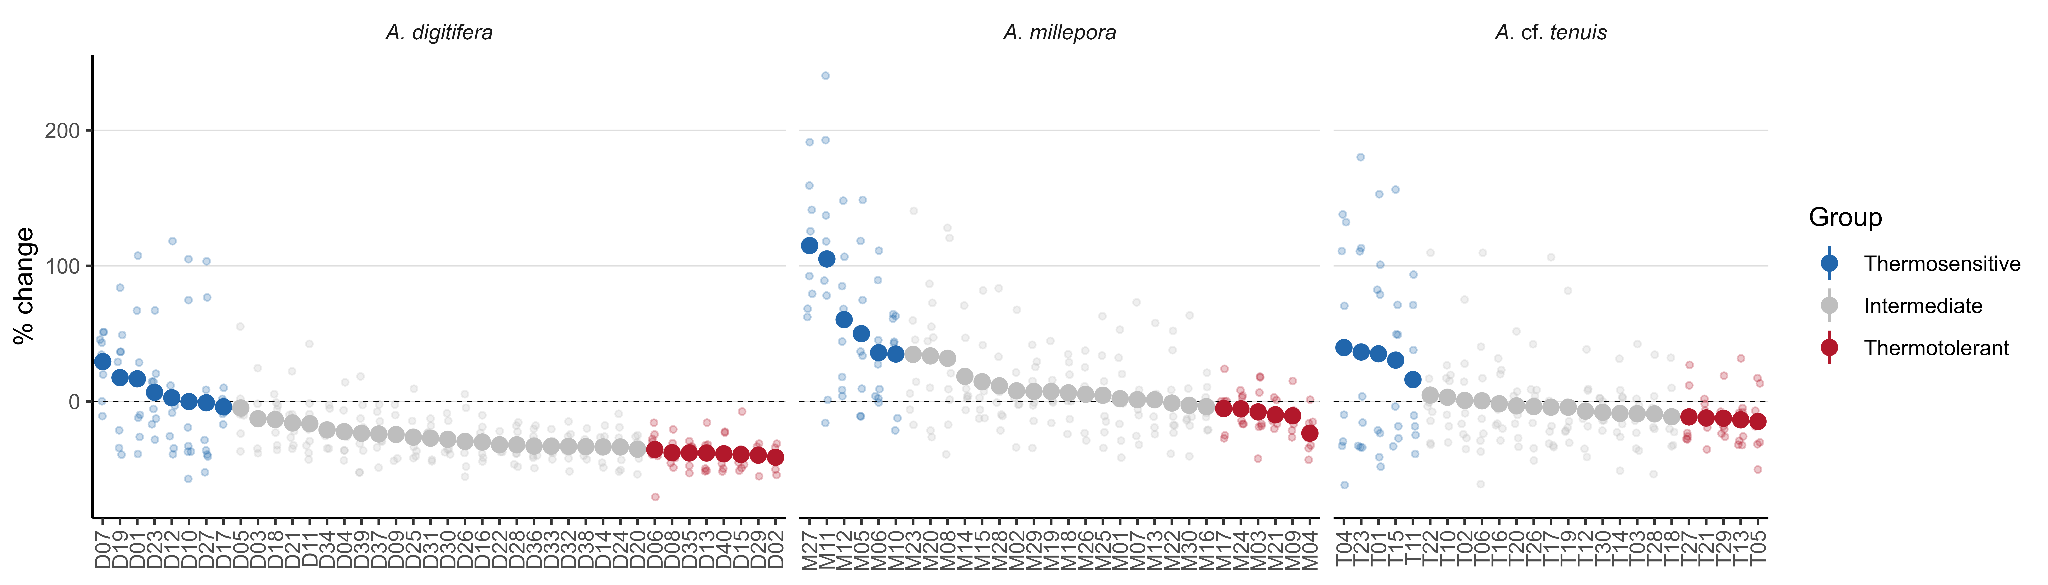 A. digitifera A. millepora A. cf. tenuis
200
100
0
% change
D07 D19 D01 D23 D12 D10 D27 D17 D05 D03 D18 D21 D11 D34 D04 D39 D37 D09 D25 D31 D30 D26 D16 D22 D28 D36 D33 D32 D38 D14 D24 D20 D06 D08 D35 D13 D40 D15 D29 D02
M27 M11 M12 M05 M06 M10 M23 M20 M08 M14 M15 M28 M02 M29 M19 M18 M26 M25 M01 M07 M13 M22 M30 M16 M17 M24 M03 M21 M09 M04
T04 T23 T01 T15 T11 T22 T10 T02 T06 T16 T20 T26 T17 T19 T12 T30 T14 T03 T28 T18 T27 T21 T29 T13 T05
Group
Thermosensitive
Intermediate
Thermotolerant